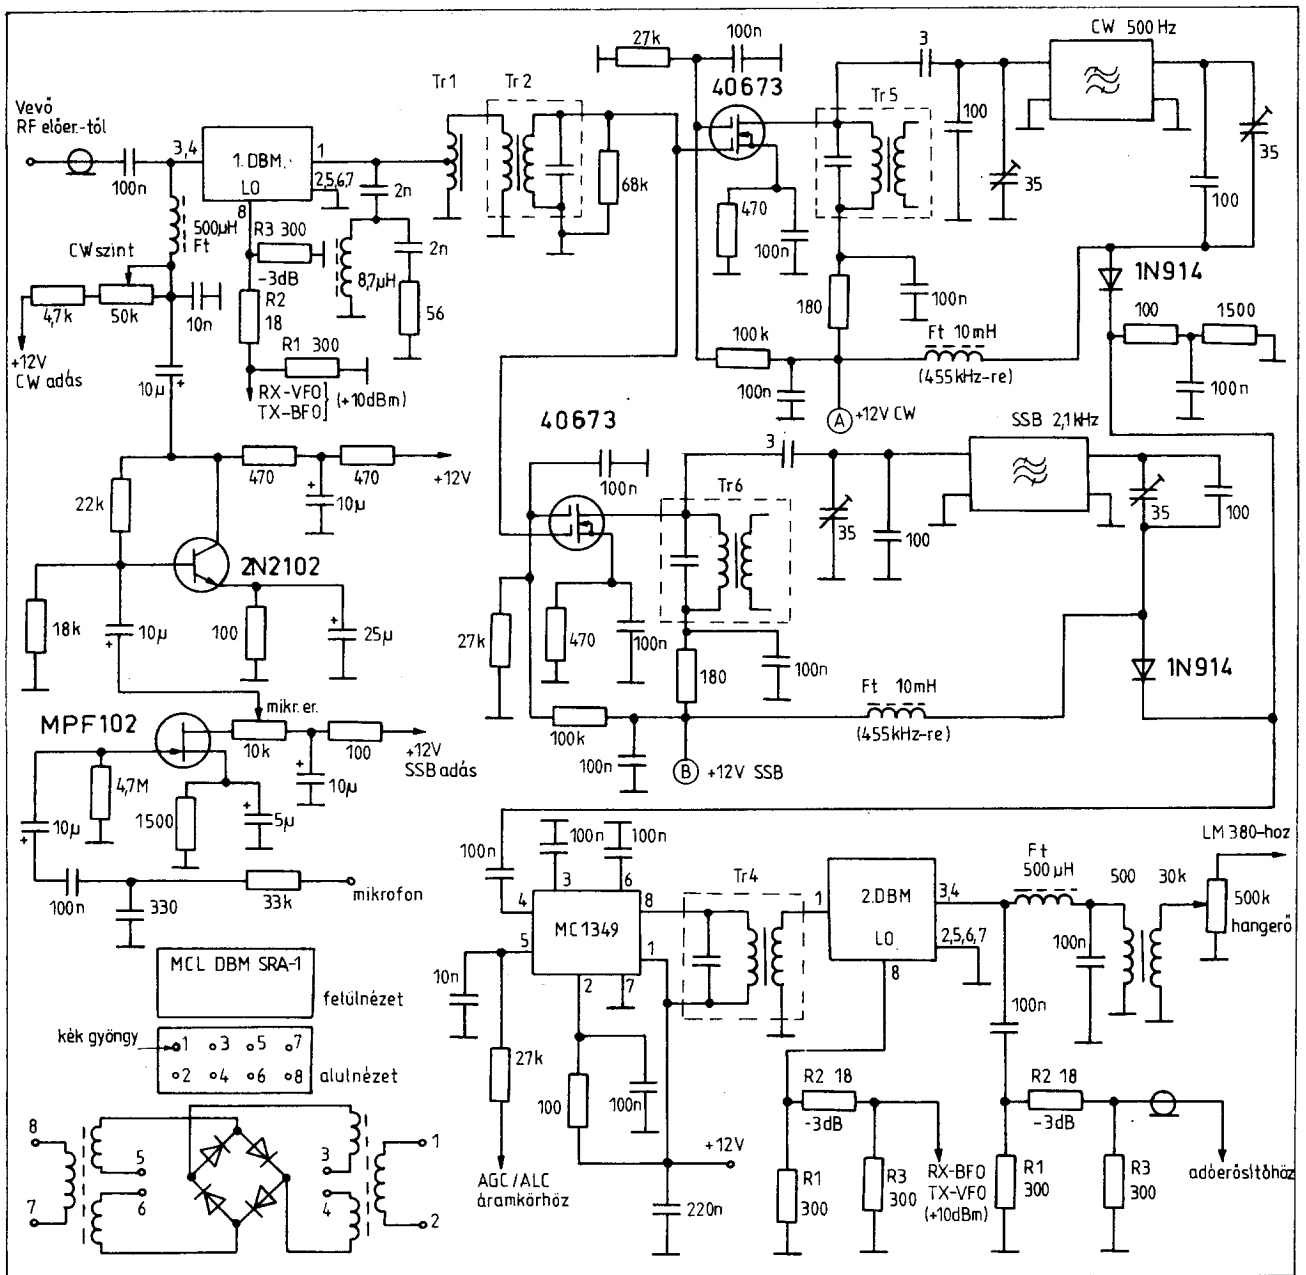 27k
100n
3
CW 500 Hz
40673
Tr 1
Tr 2
Tr 5
Vevő
RF előer.-től
3,4
1. DBM.
1
LO
2,5,6,7
8
100n
2n
68k
100
35
35
100
500µH
Ft
R3 300
-3dB
8,7µH
2n
470
100n
CW szint
1N914
4,7k
50k
10n
R2
18
56
180
100n
100
1500
+12V
CW adás
R1 300
100k
Ft 10mH
(455kHz-re)
100n
10µ
RX-VFO
TX-BFO
(+10dBm)
100n
A
+12V CW
40673
SSB 2,1kHz
3
470
470
+12V
100n
Tr6
22k
10µ
35
100
35
100
2N2102
18k
10µ
100
25µ
27k
470
100n
100n
180
Ft 10mH
(455kHz-re)
1N914
mikr. er.
MPF102
10k
100
+12V
SSB adás
100k
100n
B
+12V SSB
4,7M
10µ
10µ
1500
5µ
100n
100n
100n
LM 380-hoz
Ft
500µH
100n
330
33k
mikrofon
3
6
4
8
Tr4
1
2.DBM
3,4
500
30k
500k
hangerő
MC1349
5
1
LO
2,5,6,7
100n
MCL DBM SRA-1
felülnézet
10n
2
7
8
100n
kék gyöngy
1
3
5
7
2
4
6
8
alulnézet
27k
100
100n
R2 18
-3dB
R2 18
-3dB
8
5
3
1
+12V
6
4
7
2
AGC/ALC
áramkörhöz
220n
R1
300
R3
300
RX-BFO
TX-VFO
(+10dBm)
R1
300
R3
300
adóerősítőhöz